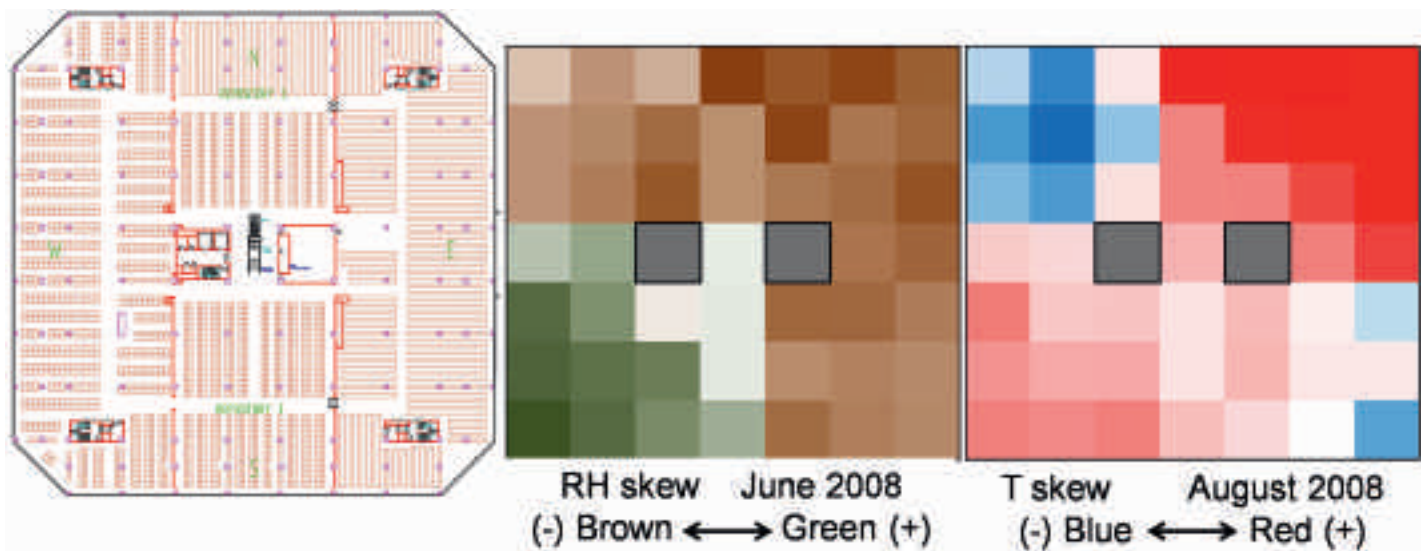 N
W
E
S
RH skew June 2008
(-) Brown ⟷ Green (+)
T skew August 2008
(-) Blue ⟷ Red (+)